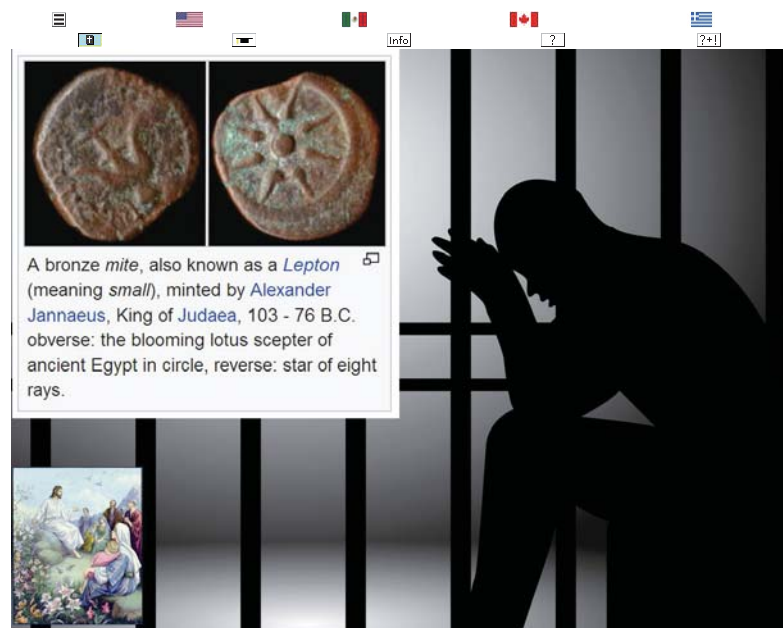 Info
?
?+!
A bronze mite, also known as a Lepton
(meaning small), minted by Alexander
Jannaeus, King of Judaea, 103 - 76 B.C.
obverse: the blooming lotus scepter of
ancient Egypt in circle, reverse: star of eight
rays.